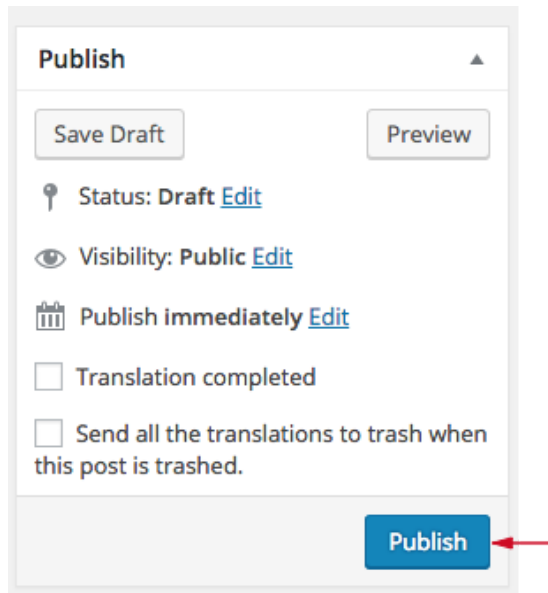 Publish
Save Draft
Preview
Status: Draft Edit
Visibility: Public Edit
Publish immediately Edit
Translation completed
Send all the translations to trash when
this post is trashed.
Publish